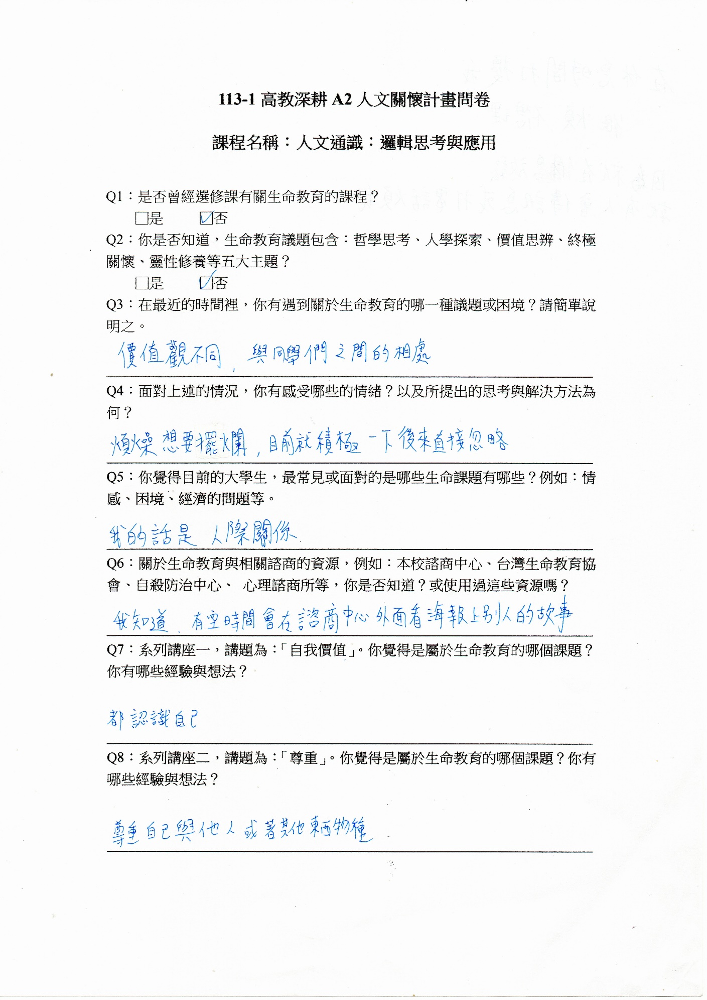 113-1 高教深耕 A2 人文關懷計畫問卷
課程名稱：人文通識：邏輯思考與應用
Q1：是否曾經選修課有關生命教育的課程？
□是 ☑否
Q2：你是否知道，生命教育議題包含：哲學思考、人學探索、價值思辨、終極
關懷、靈性修養等五大主題？
□是 ☑否
Q3：在最近的時間裡，你有遇到關於生命教育的哪一種議題或困境？請簡單說
明之。
價值觀不同，與同學們之間的相處
Q4：面對上述的情況，你有感受哪些的情緒？以及所提出的思考與解決方法為
何？
煩燥想要擺爛，目前就積極一下後來直接忽略
Q5：你覺得目前的大學生，最常見或面對的是哪些生命課題有哪些？例如：情
感、困境、經濟的問題等。
我的話是 人際關係
Q6：關於生命教育與相關諮商的資源，例如：本校諮商中心、台灣生命教育協
會、自殺防治中心、 心理諮商所等，你是否知道？或使用過這些資源嗎？
我知道，有空時間會在諮商中心外面看海報上別人的故事
Q7：系列講座一，講題為：「自我價值」。你覺得是屬於生命教育的哪個課題？
你有哪些經驗與想法？
都認識自己
Q8：系列講座二，講題為：「尊重」。你覺得是屬於生命教育的哪個課題？你有
哪些經驗與想法？
尊重自己與他人或著其他東西物種